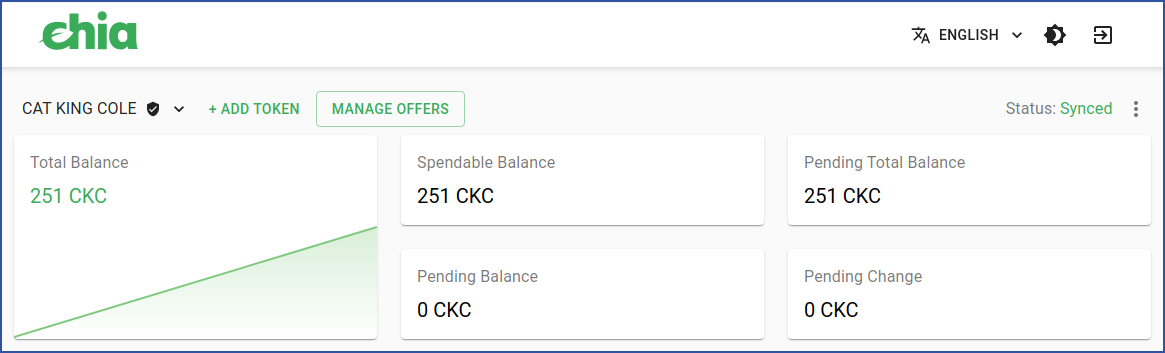 chia
ENGLISH
CAT KING COLE
+ ADD TOKEN
MANAGE OFFERS
Status: Synced
Total Balance
251 CKC
Spendable Balance
251 CKC
Pending Total Balance
251 CKC
Pending Balance
0 CKC
Pending Change
0 CKC